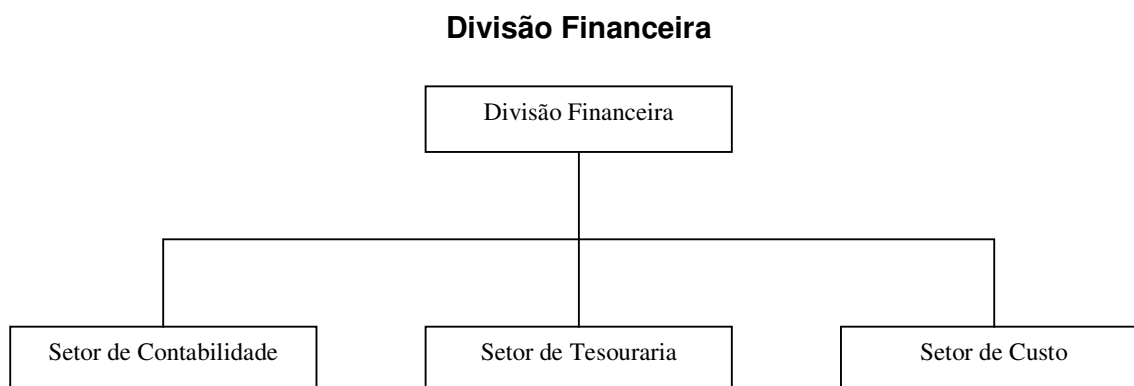 Divisão Financeira
Divisão Financeira
Setor de Contabilidade
Setor de Tesouraria
Setor de Custo